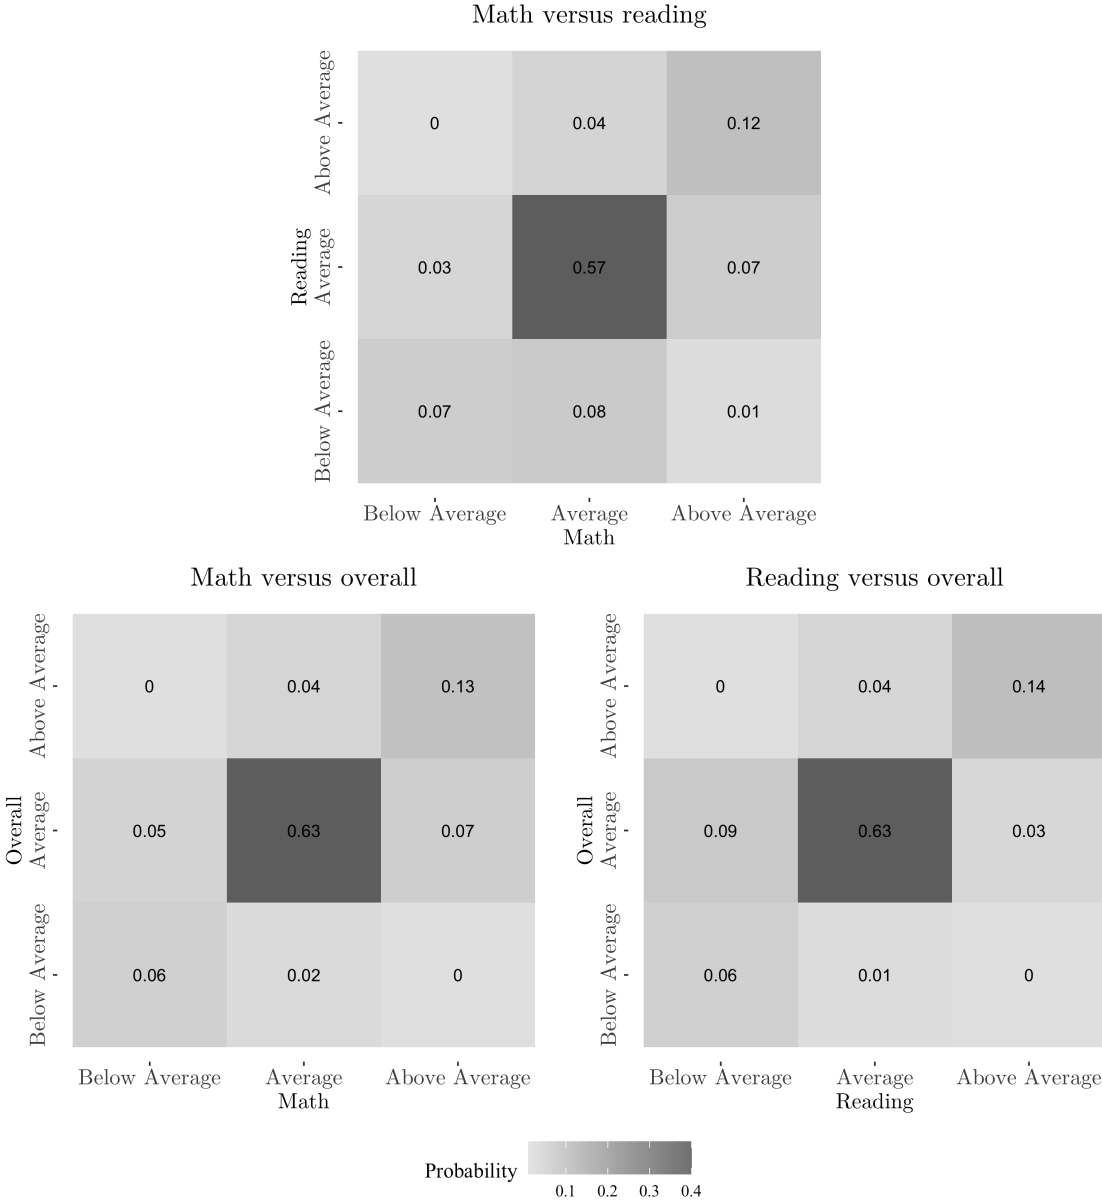 Math versus reading
Above Average
0
0.04
0.12
Reading
Average
0.03
0.57
0.07
Below Average
0.07
0.08
0.01
Below Average
Average
Above Average
Math
Math versus overall
Above Average
0
0.04
0.13
Overall
Average
0.05
0.63
0.07
Below Average
0.06
0.02
0
Below Average
Average
Above Average
Math
Reading versus overall
Above Average
0
0.04
0.14
Overall
Average
0.09
0.63
0.03
Below Average
0.06
0.01
0
Below Average
Average
Above Average
Reading
Probability
0.1 0.2 0.3 0.4